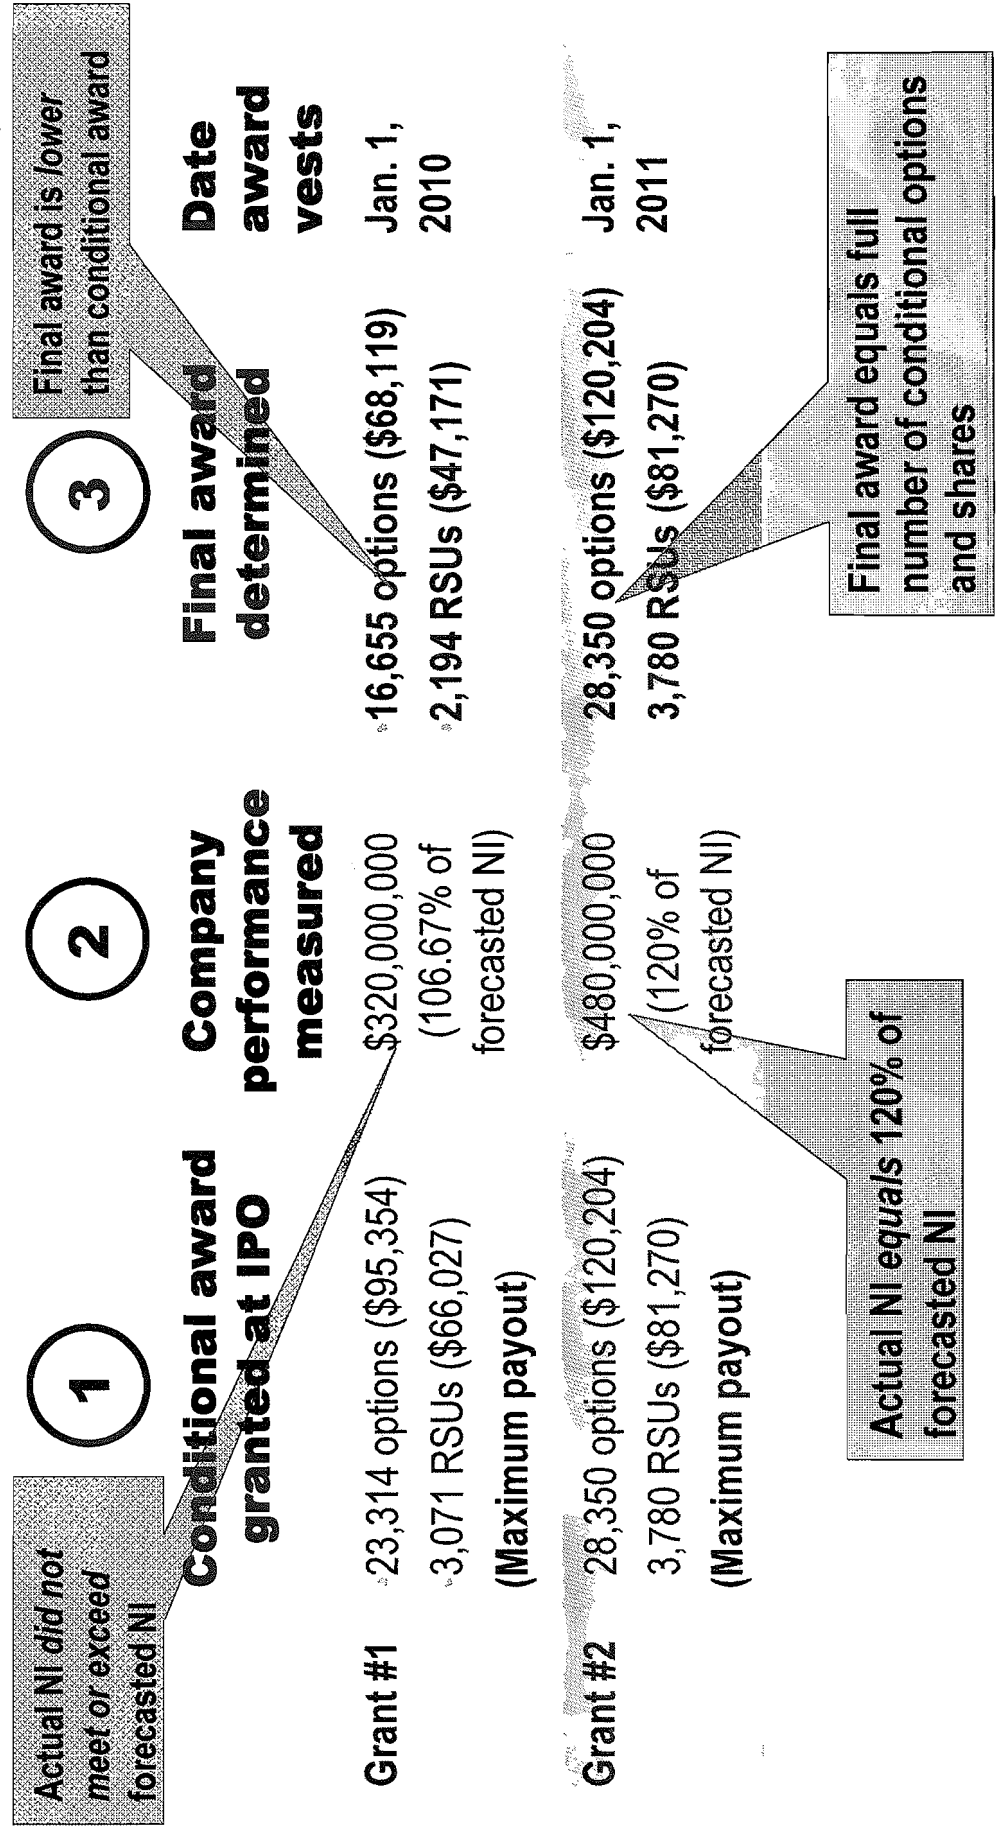 Actual NI did not
meet or exceed
forecasted NI
1
2
3
Final award is lower
than conditional award
Conditional award
granted at IPO
Company
performance
measured
Final award
determined
Date
award
vests
Grant #1
23,314 options ($95,354)
3,071 RSUs ($66,027)
(Maximum payout)
$320,000,000
(106.67% of
forecasted NI)
16,655 options ($68,119)
2,194 RSUs ($47,171)
Jan. 1,
2010
Grant #2
28,350 options ($120,204)
3,780 RSUs ($81,270)
(Maximum payout)
$480,000,000
(120% of
forecasted NI)
28,350 options ($120,204)
3,780 RSUs ($81,270)
Jan. 1,
2011
Actual NI equals 120% of
forecasted NI
Final award equals full
number of conditional options
and shares